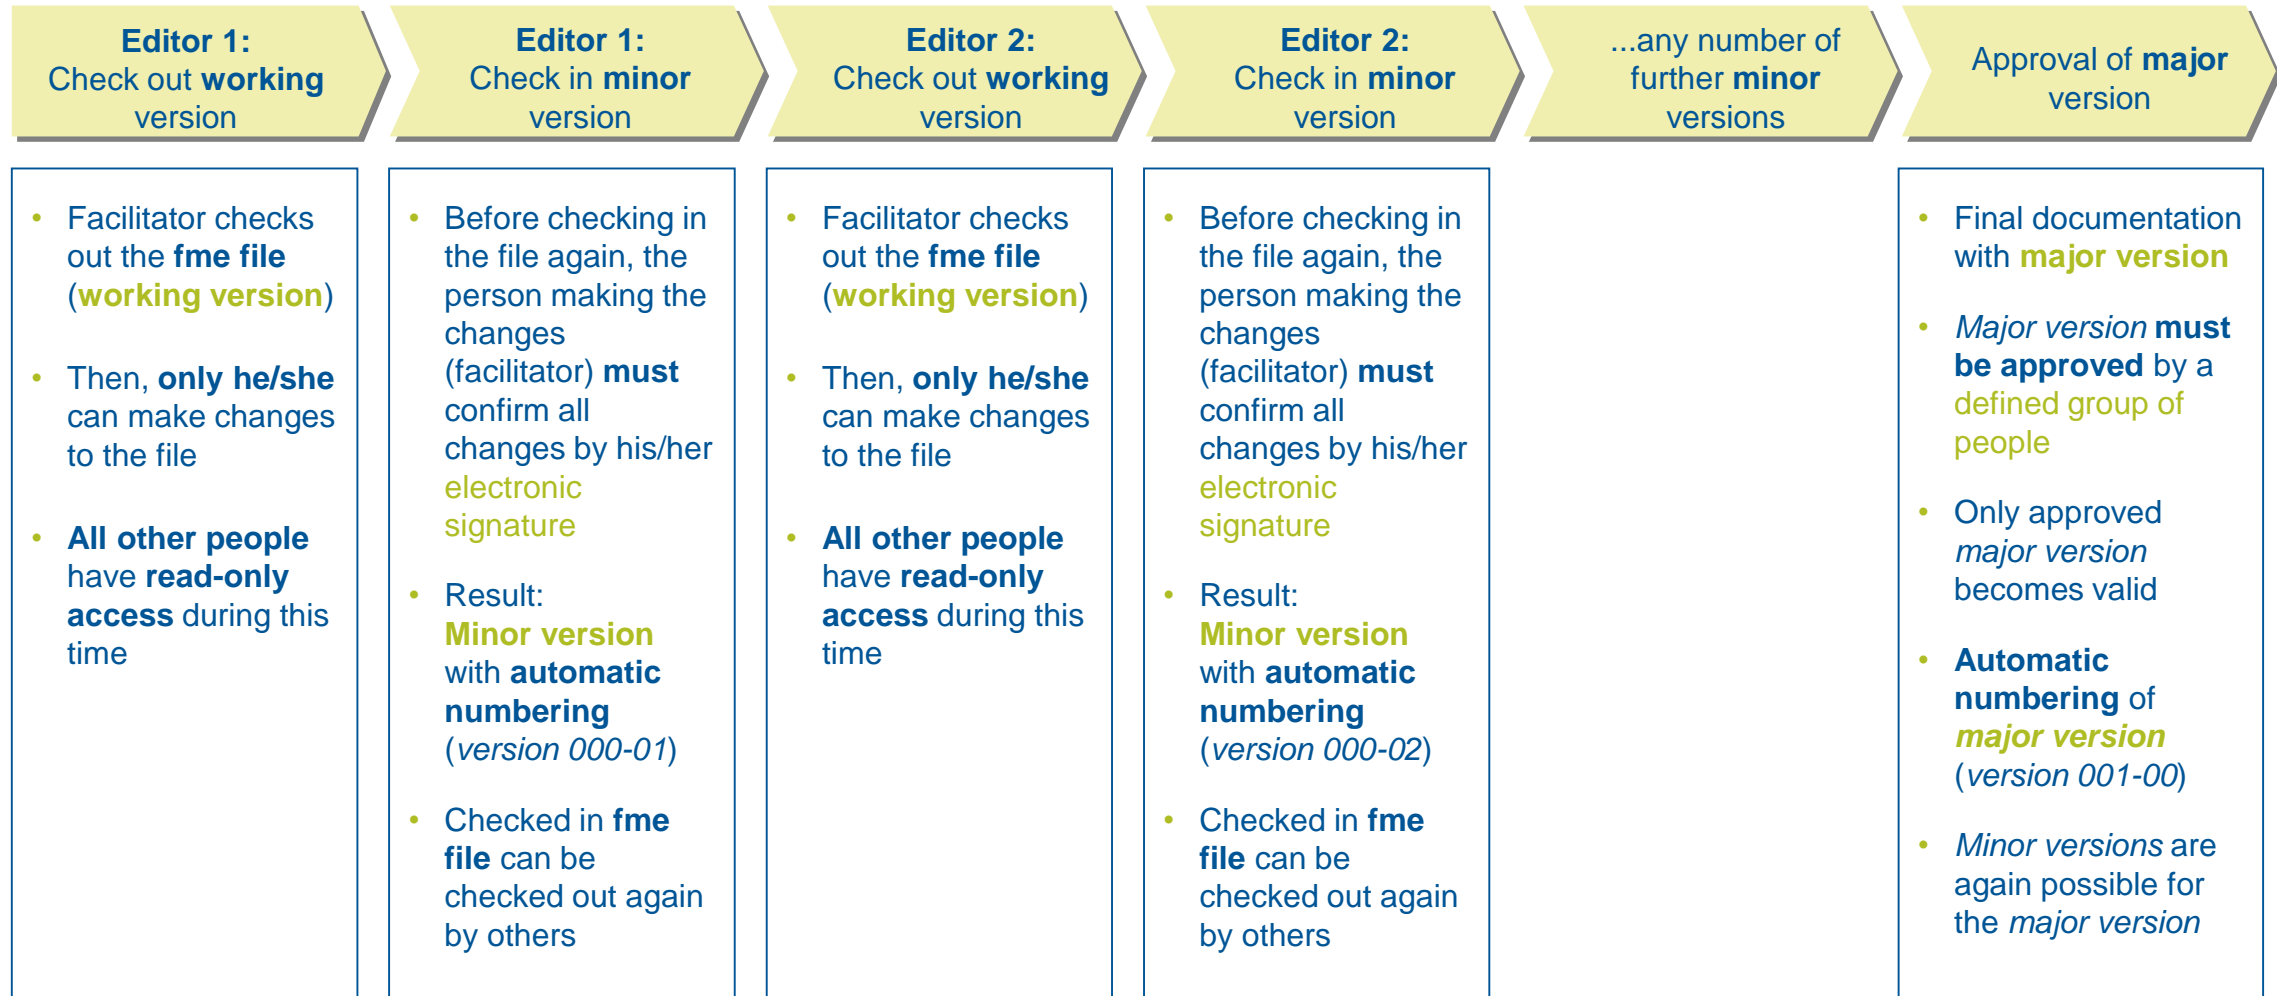 Editor 1:
Check out working
version
Editor 1:
Check in minor
version
Editor 2:
Check out working
version
Editor 2:
Check in minor
version
...any number of
further minor
versions
Approval of major
version
• Facilitator checks
out the fme file
(working version)
• Then, only he/she
can make changes
to the file
• All other people
have read-only
access during this
time
• Before checking in
the file again, the
person making the
changes
(facilitator) must
confirm all
changes by his/her
electronic
signature
• Result:
Minor version
with automatic
numbering
(version 000-01)
• Checked in fme
file can be
checked out again
by others
• Facilitator checks
out the fme file
(working version)
• Then, only he/she
can make changes
to the file
• All other people
have read-only
access during this
time
• Before checking in
the file again, the
person making the
changes
(facilitator) must
confirm all
changes by his/her
electronic
signature
• Result:
Minor version
with automatic
numbering
(version 000-02)
• Checked in fme
file can be
checked out again
by others
• Final documentation
with major version
• Major version must
be approved by a
defined group of
people
• Only approved
major version
becomes valid
• Automatic
numbering of
major version
(version 001-00)
• Minor versions are
again possible for
the major version